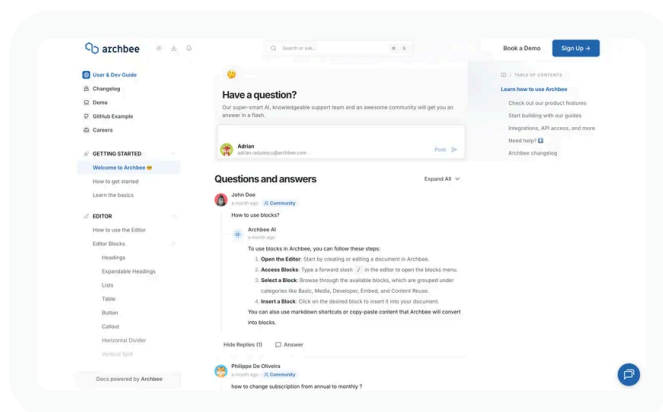 archbee
Search or ask...
⌘ K
Book a Demo
Sign Up →
User & Dev Guide
Changelog
Demo
GitHub Example
Careers
GETTING STARTED
Welcome to Archbee 🤓
How to get started
Learn the basics
EDITOR
How to use the Editor
Editor Blocks
Headings
Expandable Headings
Lists
Table
Button
Callout
Horizontal Divider
Vertical Split
Docs powered by Archbee
🤔
Have a question?
Our super-smart AI, knowledgeable support team and an awesome community will get you an
answer in a flash.
Adrian
adrian.radulescu@archbee.com
Post
Questions and answers
Expand All
John Doe
a month ago
Community
How to use blocks?
Archbee AI
a month ago
To use blocks in Archbee, you can follow these steps:
1. Open the Editor: Start by creating or editing a document in Archbee.
2. Access Blocks: Type a forward slash / in the editor to open the blocks menu.
3. Select a Block: Browse through the available blocks, which are grouped under
categories like Basic, Media, Developer, Embed, and Content Reuse.
4. Insert a Block: Click on the desired block to insert it into your document.
You can also use markdown shortcuts or copy-paste content that Archbee will convert
into blocks.
Hide Replies (1)
Answer
Philippe De Oliveira
a month ago
Community
how to change subscription from annual to monthly ?
TABLE OF CONTENTS
Learn how to use Archbee
Check out our product features
Start building with our guides
Integrations, API access, and more
Need help? ⬇️
Archbee changelog